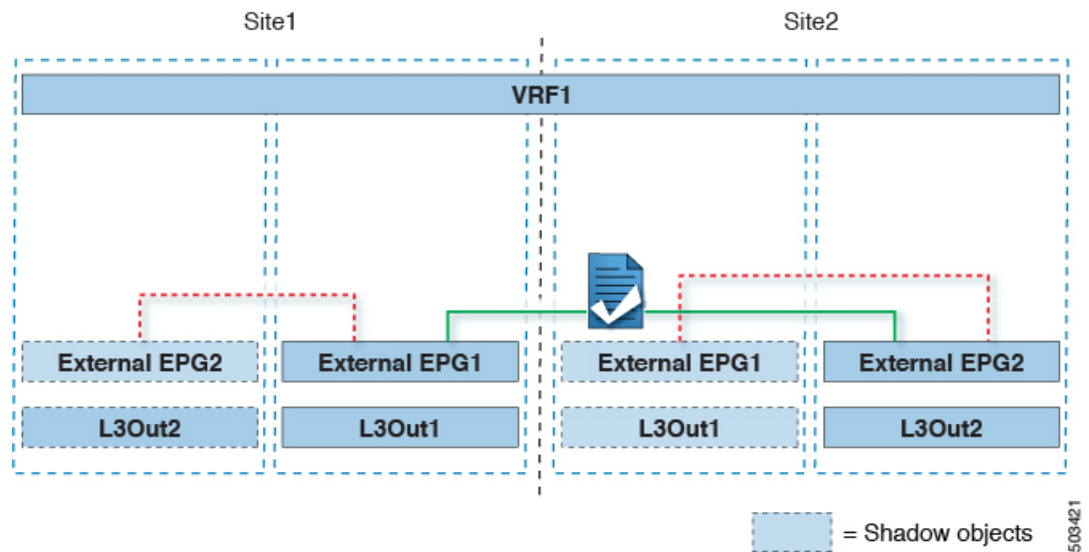 Site1
Site2
VRF1
External EPG2
External EPG1
External EPG1
External EPG2
L3Out2
L3Out1
L3Out1
L3Out2
= Shadow objects
503421